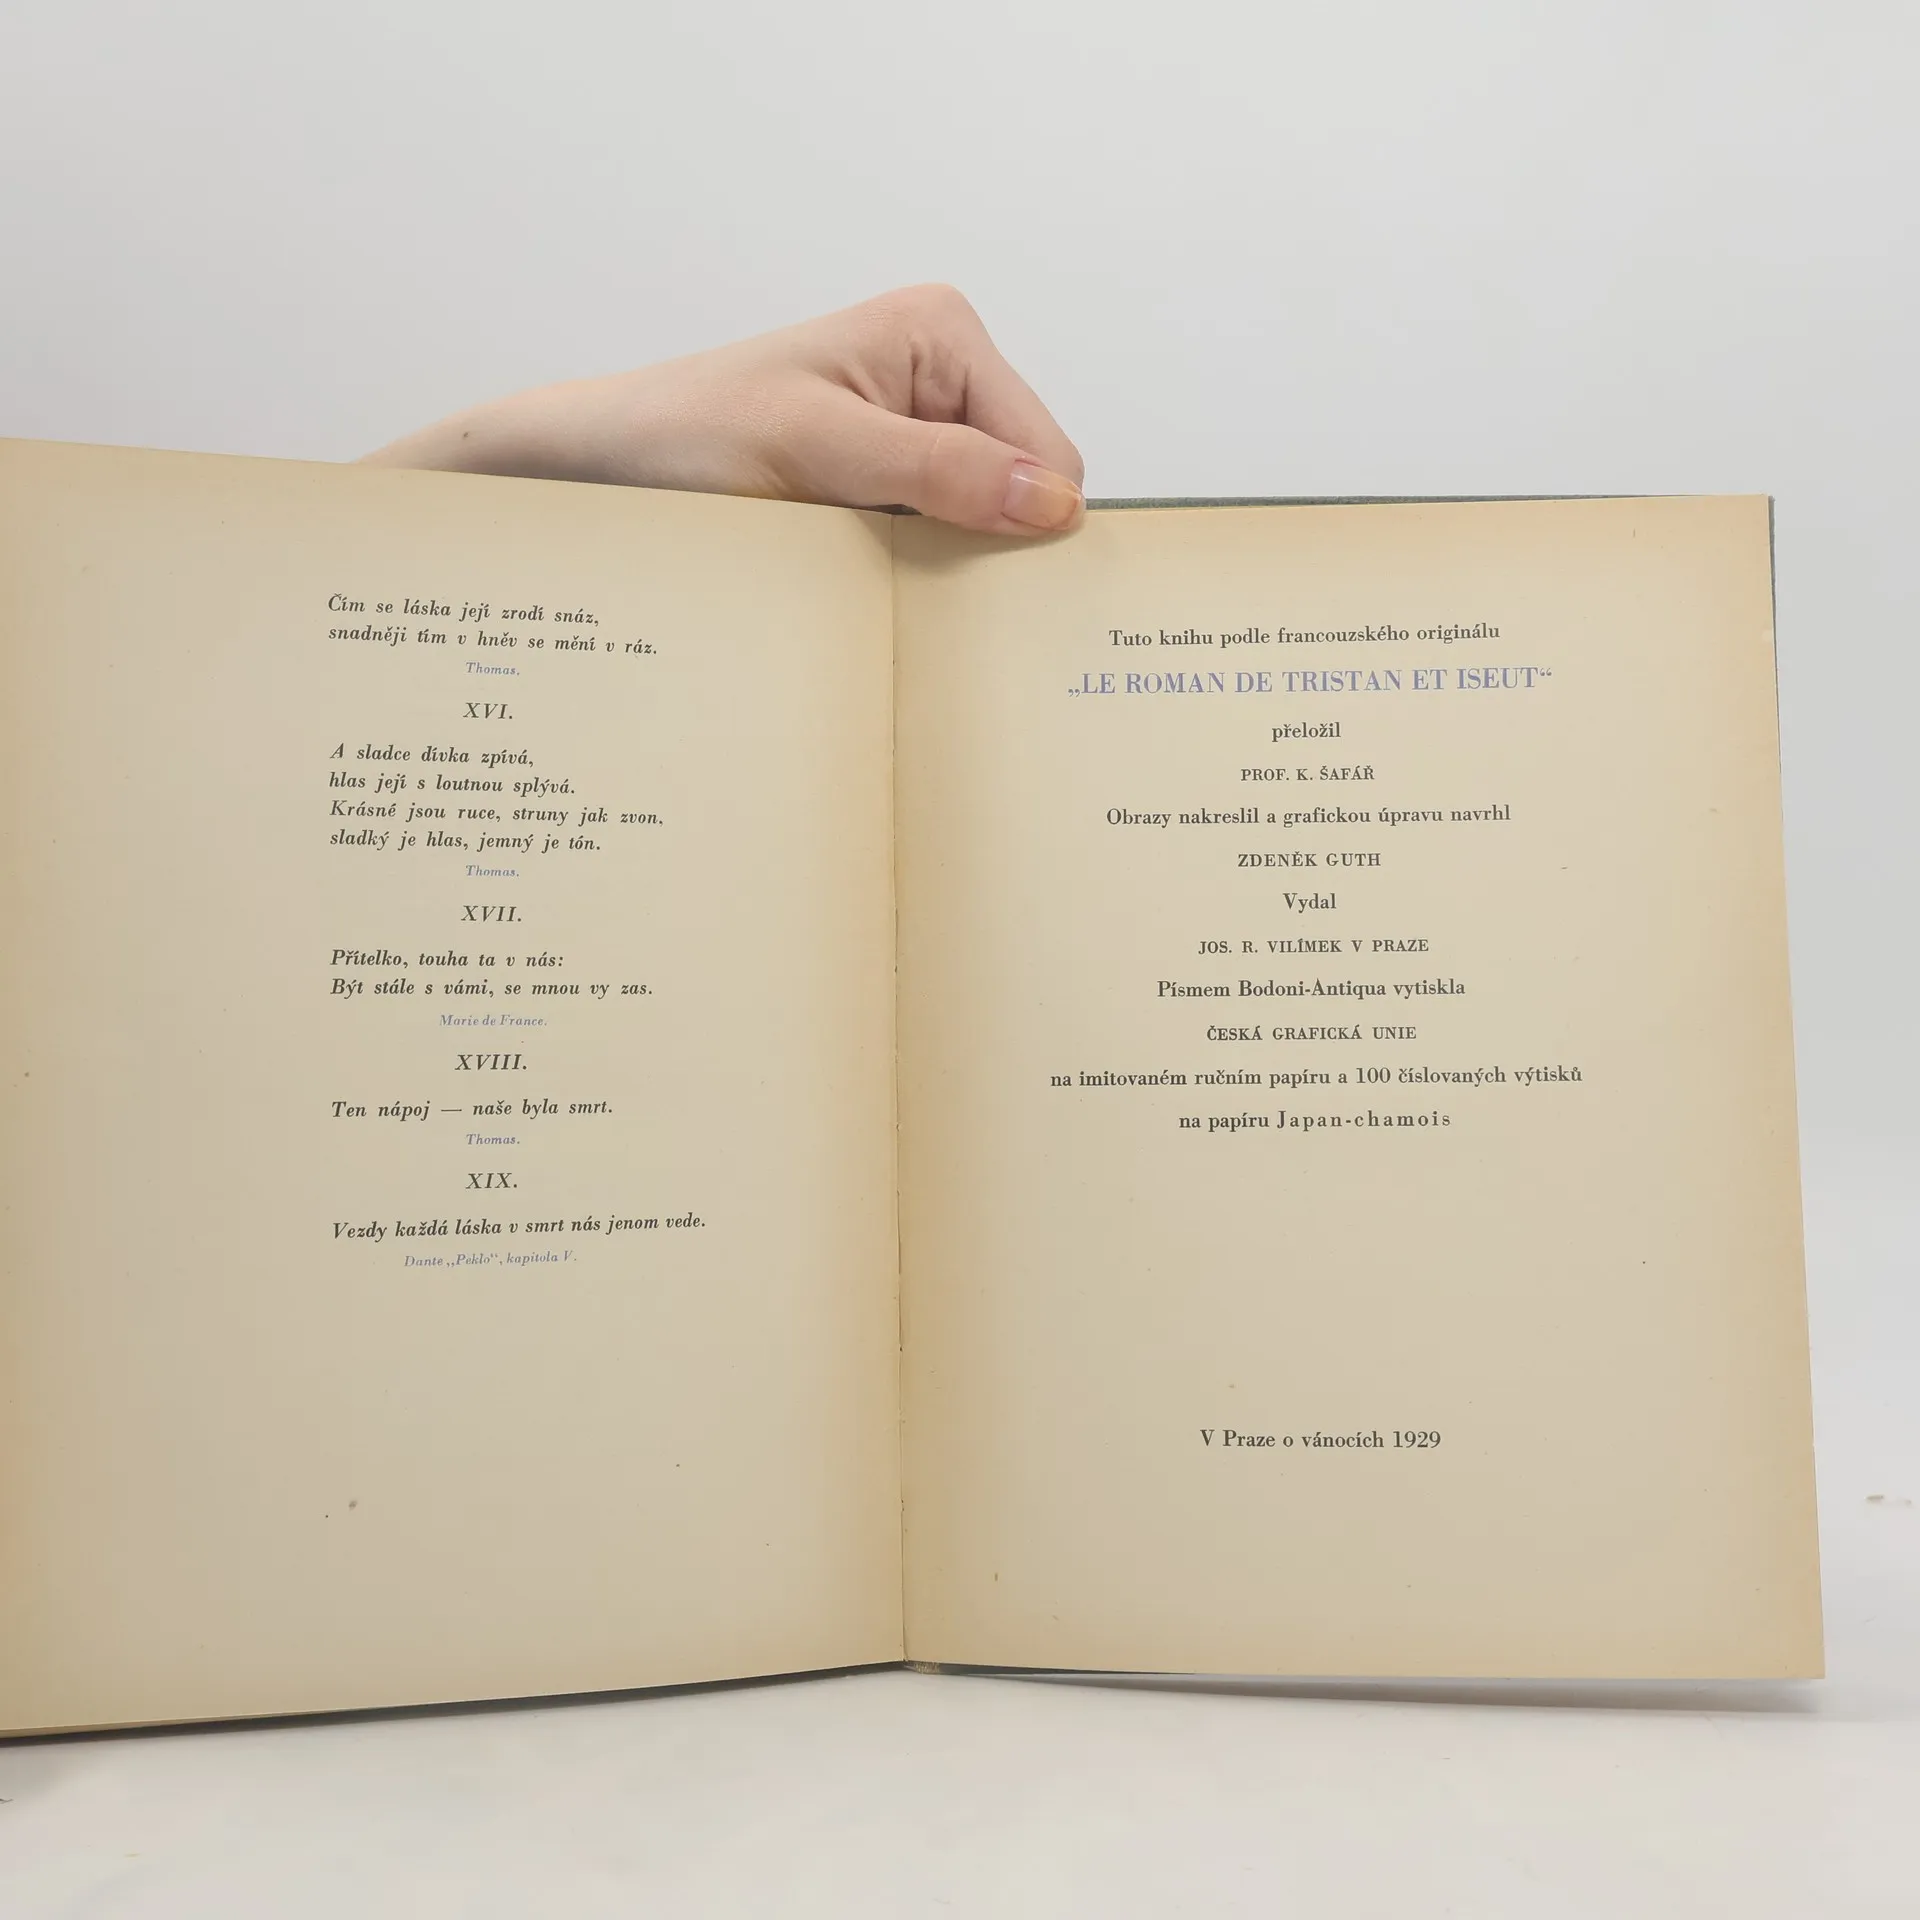 Čím se láska její zrodí snáz,
snadněji tím v hněv se mění v ráz.
Thomas.
XVI.
A sladce dívka zpívá,
hlas její s loutnou splývá.
Krásné jsou ruce, struny jak zvon,
sladký je hlas, jemný je tón.
Thomas.
XVII.
Přítelko, touha ta v nás:
Být stále s vámi, se mnou vy zas.
Marie de France.
XVIII.
Ten nápoj — naše byla smrt.
Thomas.
XIX.
Vezdy každá láska v smrt nás jenom vede.
Dante „Peklo“, kapitola V.
Tuto knihu podle francouzského originálu
„LE ROMAN DE TRISTAN ET ISEUT“
přeložil
PROF. K. ŠAFÁŘ
Obrazy nakreslil a grafickou úpravu navrhl
ZDENĚK GUTH
Vydal
JOS. R. VILÍMEK V PRAZE
Písmem Bodoni-Antiqua vytiskla
ČESKÁ GRAFICKÁ UNIE
na imitovaném ručním papíru a 100 číslovaných výtisků
na papíru Japan-chamois
V Praze o vánocích 1929